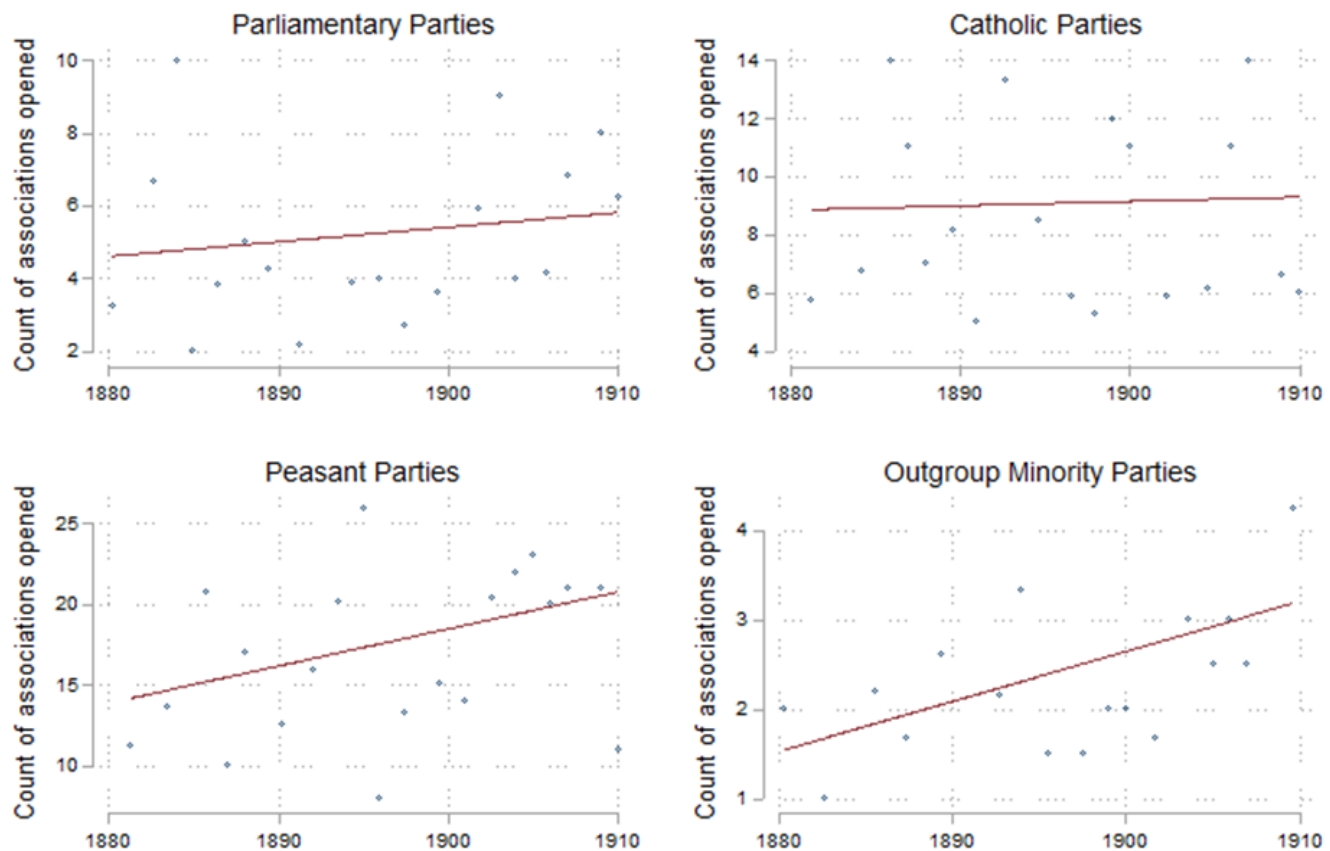 Parliamentary Parties
Count of associations opened
10
8
6
4
2
1880 1890 1900 1910
Catholic Parties
Count of associations opened
14
12
10
8
6
4
1880 1890 1900 1910
Peasant Parties
Count of associations opened
25
20
15
10
1880 1890 1900 1910
Outgroup Minority Parties
Count of associations opened
4
3
2
1
1880 1890 1900 1910